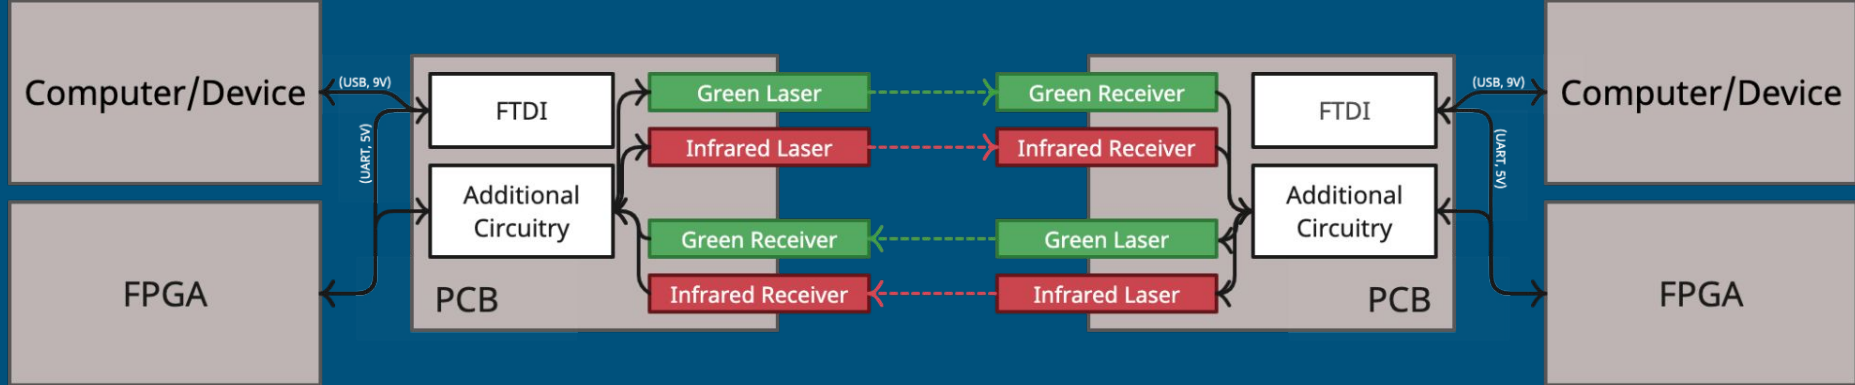 Computer/Device
(USB, 9V)
(UART, 5V)
FPGA
FTDI
Additional
Circuitry
PCB
Green Laser
Infrared Laser
Green Receiver
Infrared Receiver
Green Receiver
Infrared Receiver
Green Laser
Infrared Laser
FTDI
Additional
Circuitry
PCB
(USB, 9V)
(UART, 5V)
Computer/Device
FPGA